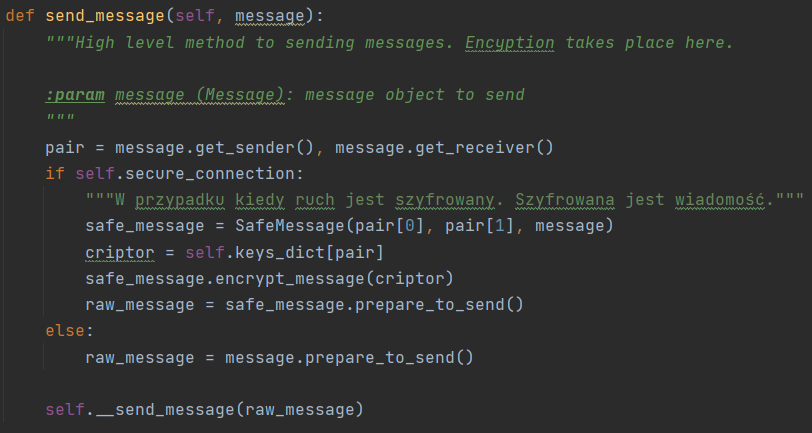 def send_message(self, message):
    """High level method to sending messages. Encyption takes place here.

    :param message (Message): message object to send
    """
    pair = message.get_sender(), message.get_receiver()
    if self.secure_connection:
        """W przypadku kiedy ruch jest szyfrowany. Szyfrowana jest wiadomość."""
        safe_message = SafeMessage(pair[0], pair[1], message)
        criptor = self.keys_dict[pair]
        safe_message.encrypt_message(criptor)
        raw_message = safe_message.prepare_to_send()
    else:
        raw_message = message.prepare_to_send()

    self.__send_message(raw_message)